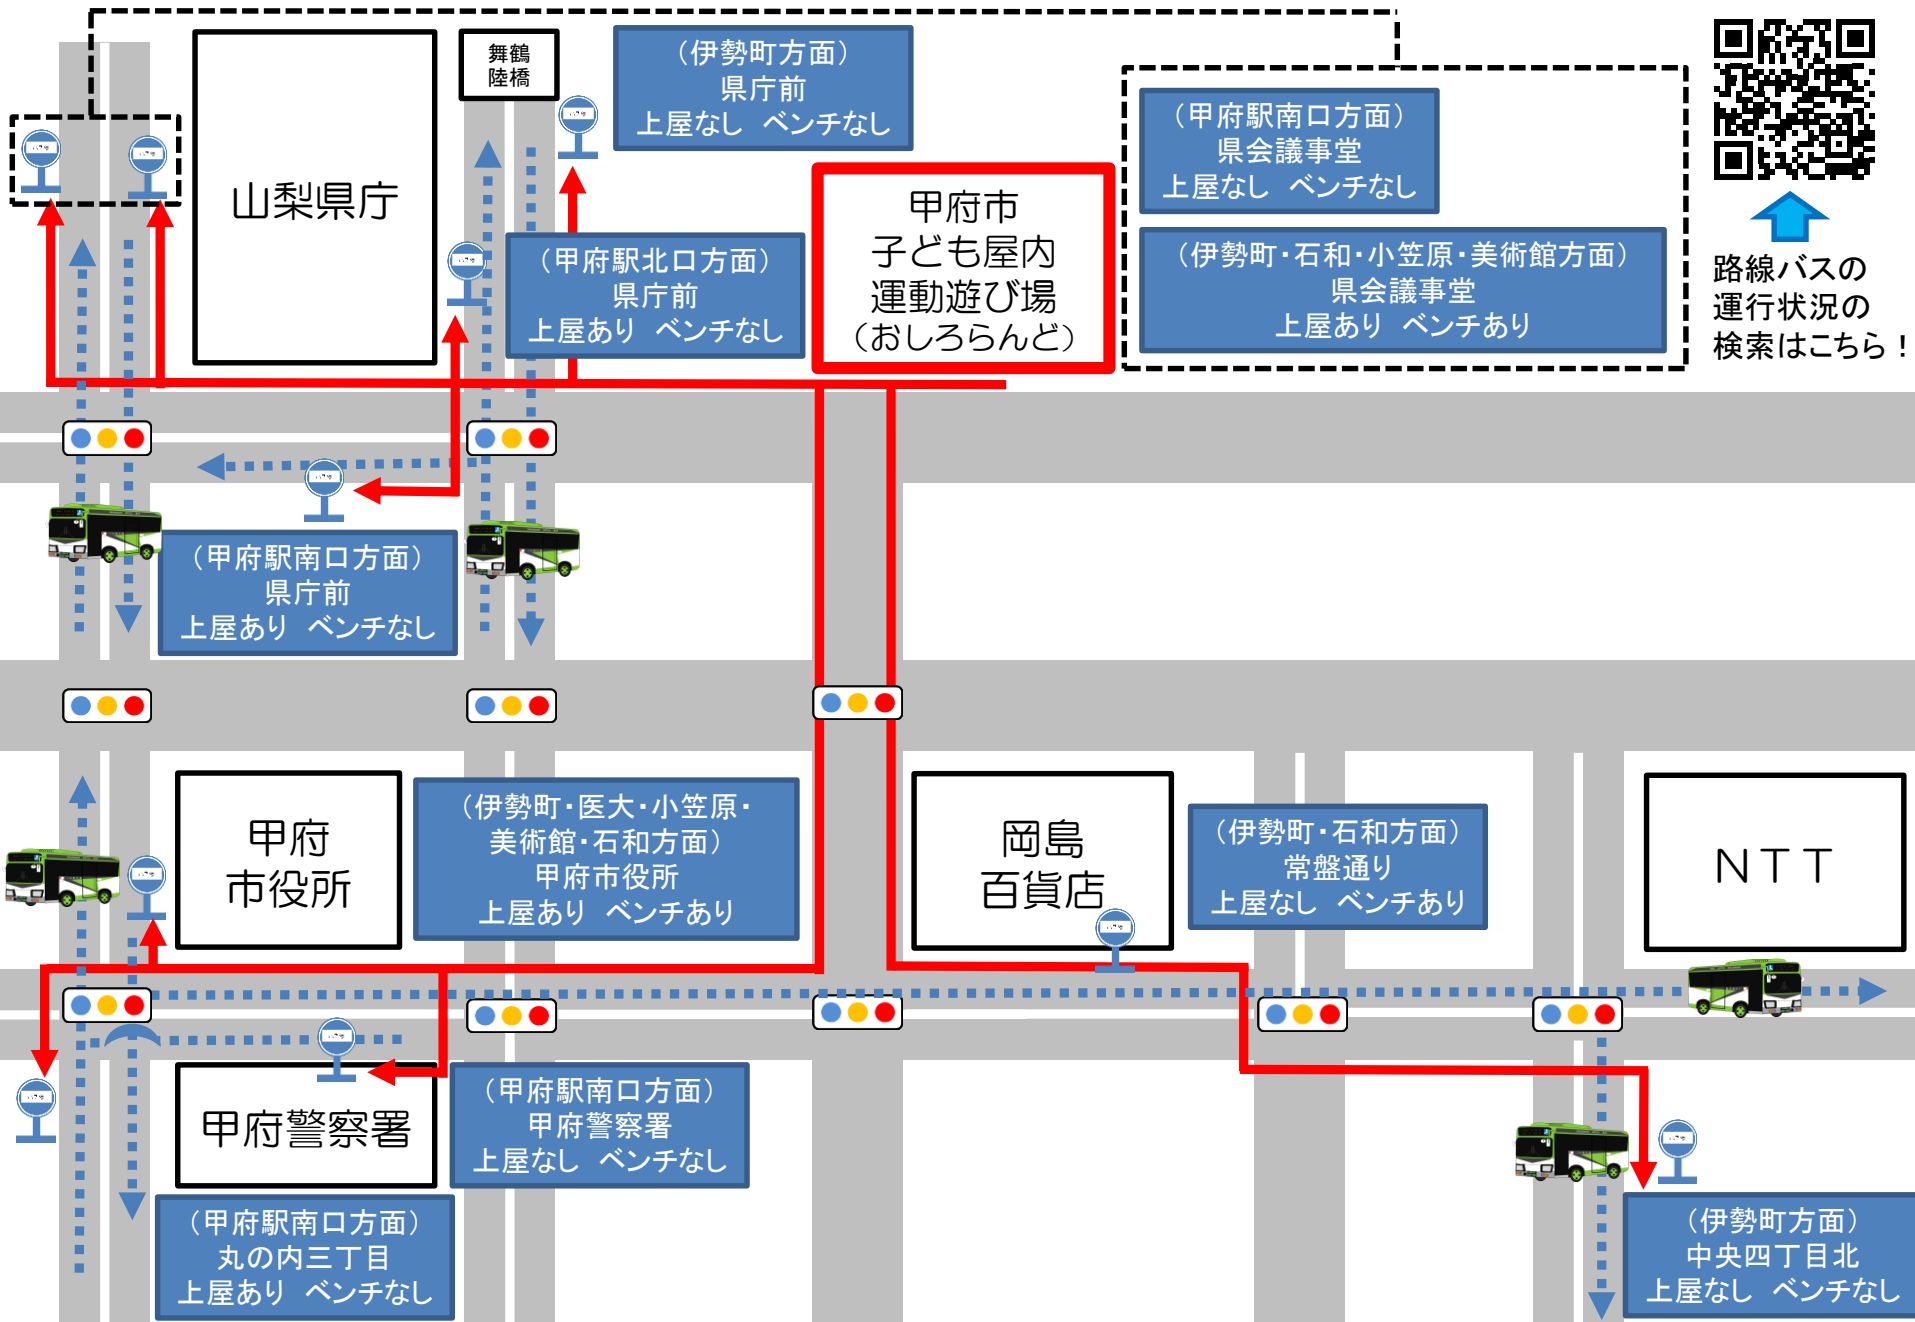 舞鶴
陸橋
（伊勢町方面）
県庁前
上屋なし　ベンチなし
山梨県庁
（甲府駅北口方面）
県庁前
上屋あり　ベンチなし
甲府市
子ども屋内
運動遊び場
（おしろらんど）
（甲府駅南口方面）
県会議事堂
上屋なし　ベンチなし
（伊勢町・石和・小笠原・美術館方面）
県会議事堂
上屋あり　ベンチあり
路線バスの
運行状況の
検索はこちら！
（甲府駅南口方面）
県庁前
上屋あり　ベンチなし
甲府
市役所
（伊勢町・医大・小笠原・
美術館・石和方面）
甲府市役所
上屋あり　ベンチあり
岡島
百貨店
（伊勢町・石和方面）
常盤通り
上屋なし　ベンチあり
ＮＴＴ
甲府警察署
（甲府駅南口方面）
甲府警察署
上屋なし　ベンチなし
（甲府駅南口方面）
丸の内三丁目
上屋あり　ベンチなし
（伊勢町方面）
中央四丁目北
上屋なし　ベンチなし